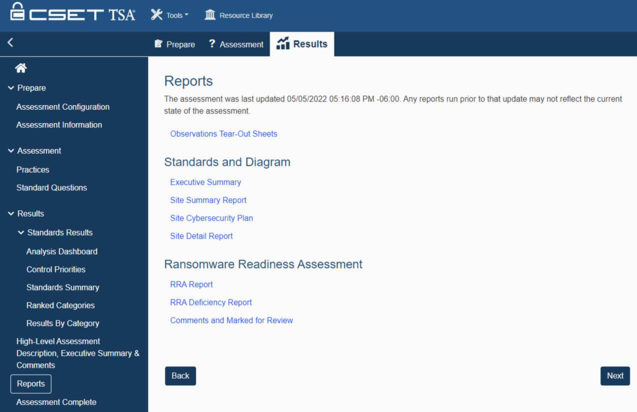 CSET TSA
Tools
Resource Library
Prepare
Assessment
Results
Prepare
Assessment Configuration
Assessment Information
Assessment
Practices
Standard Questions
Results
Standards Results
Analysis Dashboard
Control Priorities
Standards Summary
Ranked Categories
Results By Category
High-Level Assessment
Description, Executive Summary &
Comments
Reports
Assessment Complete
Reports
The assessment was last updated 05/05/2022 05:16:08 PM -06:00. Any reports run prior to that update may not reflect the current
state of the assessment.
Observations Tear-Out Sheets
Standards and Diagram
Executive Summary
Site Summary Report
Site Cybersecurity Plan
Site Detail Report
Ransomware Readiness Assessment
RRA Report
RRA Deficiency Report
Comments and Marked for Review
Back
Next